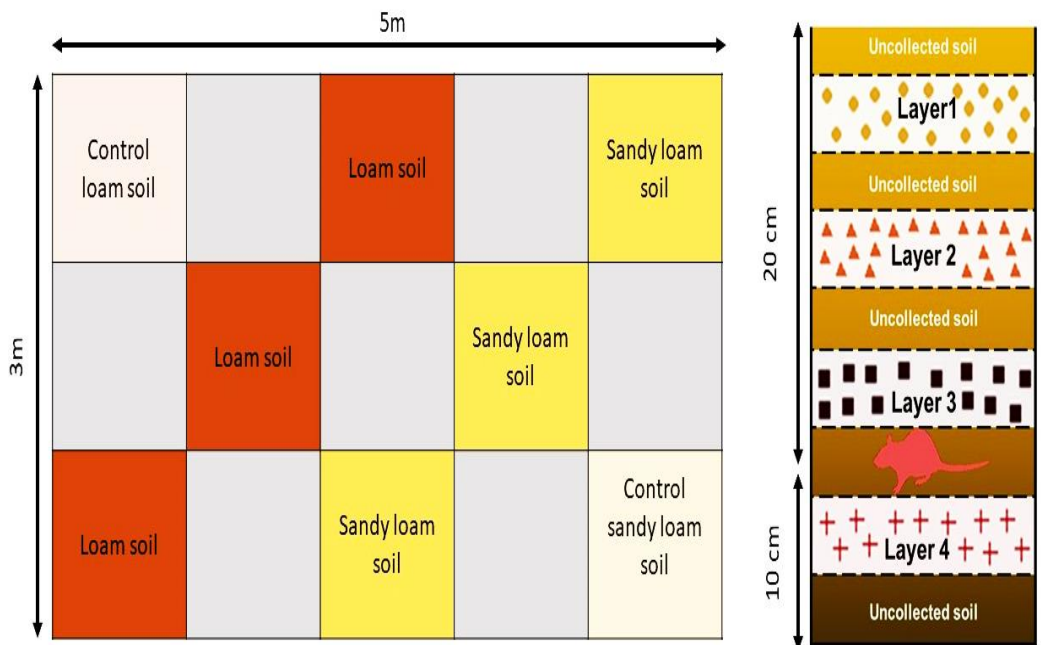 5m
3m
Control
loam soil
Loam soil
Sandy loam
soil
Loam soil
Sandy loam
soil
Loam soil
Sandy loam
soil
Control
sandy loam
soil
20 cm
10 cm
Uncollected soil
Layer1
Uncollected soil
Layer 2
Uncollected soil
Layer 3
Layer 4
Uncollected soil